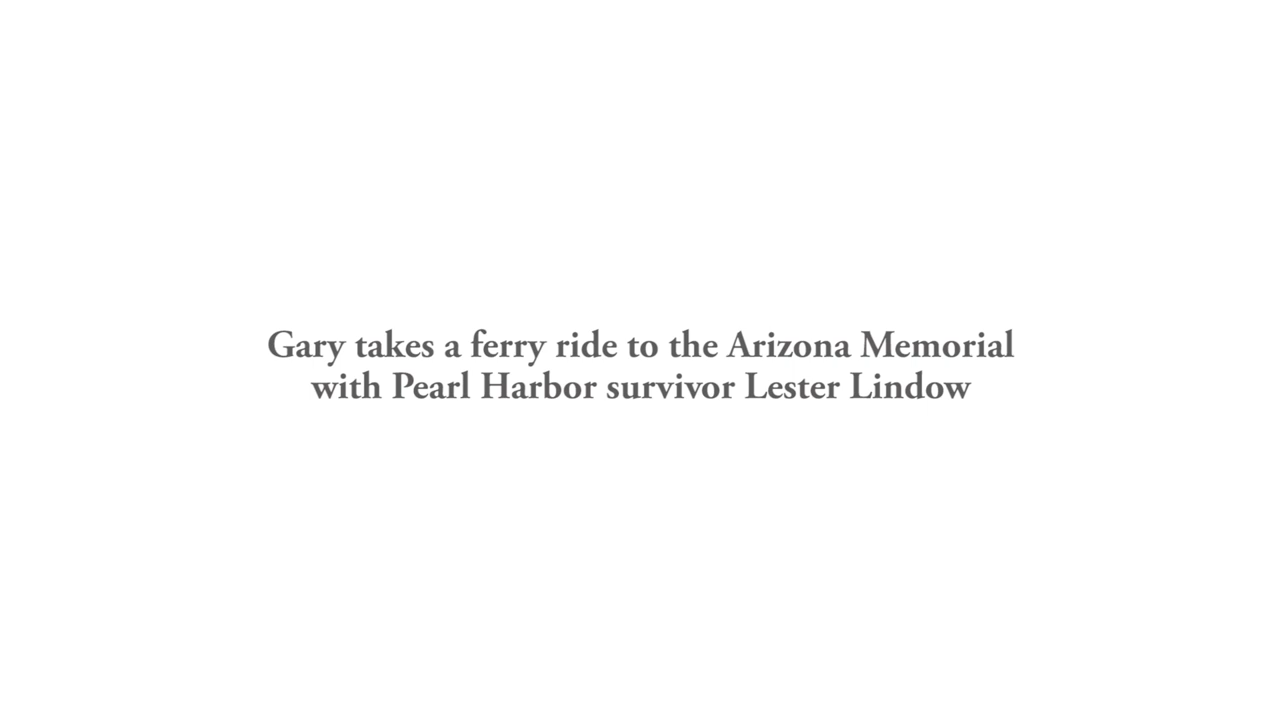 Gary takes a ferry ride to the Arizona Memorial
with Pearl Harbor survivor Lester Lindow